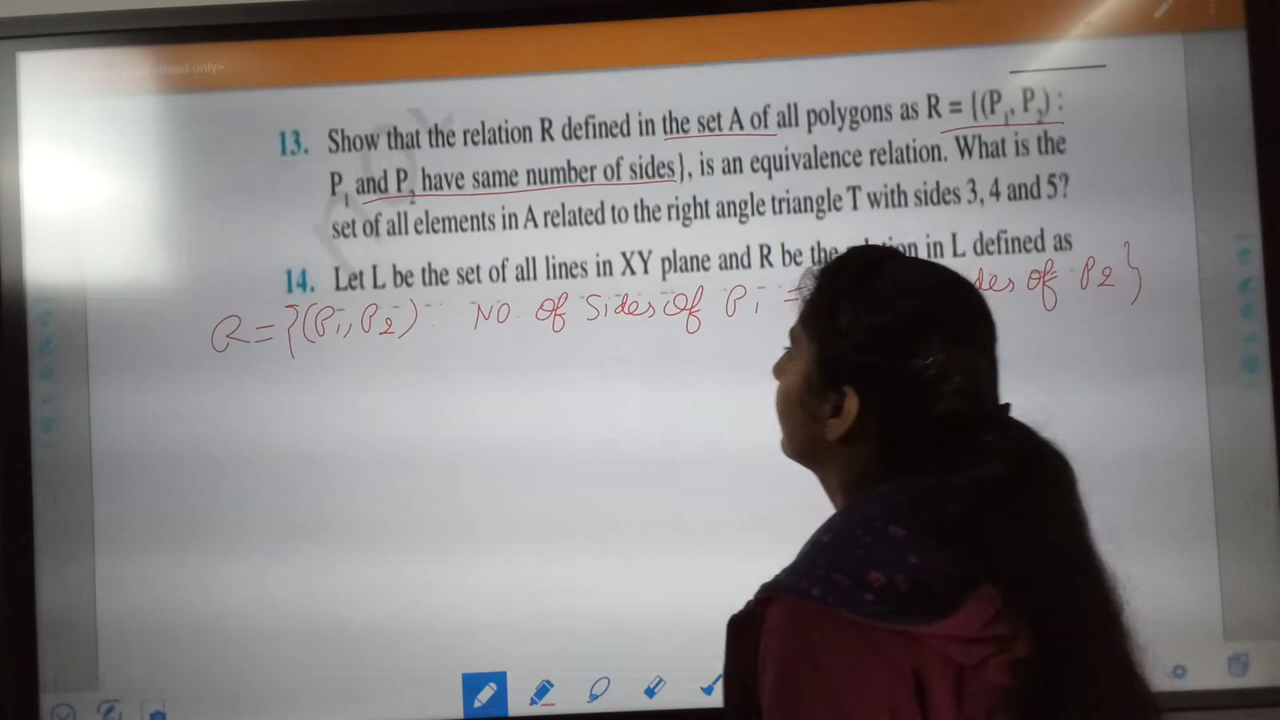 13. Show that the relation R defined in the set A of all polygons as R = {(P₁, P₂) :
P₁ and P₂ have same number of sides}, is an equivalence relation. What is the
set of all elements in A related to the right angle triangle T with sides 3, 4 and 5?
14. Let L be the set of all lines in XY plane and R be the in L defined as
R = {(P₁, P₂) : NO. of Sides of P₁ = of P₂}